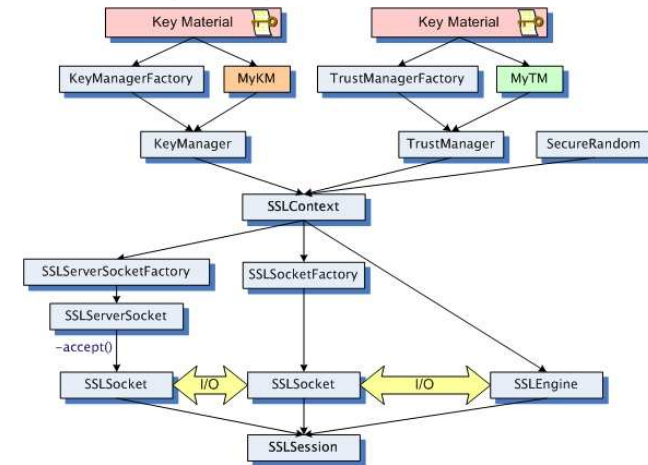 Key Material
Key Material
KeyManagerFactory
MyKM
TrustManagerFactory
MyTM
KeyManager
TrustManager
SecureRandom
SSLContext
SSLServerSocketFactory
SSLSocketFactory
SSLServerSocket
-accept()
SSLSocket
I/O
SSLSocket
I/O
SSLEngine
SSLSession